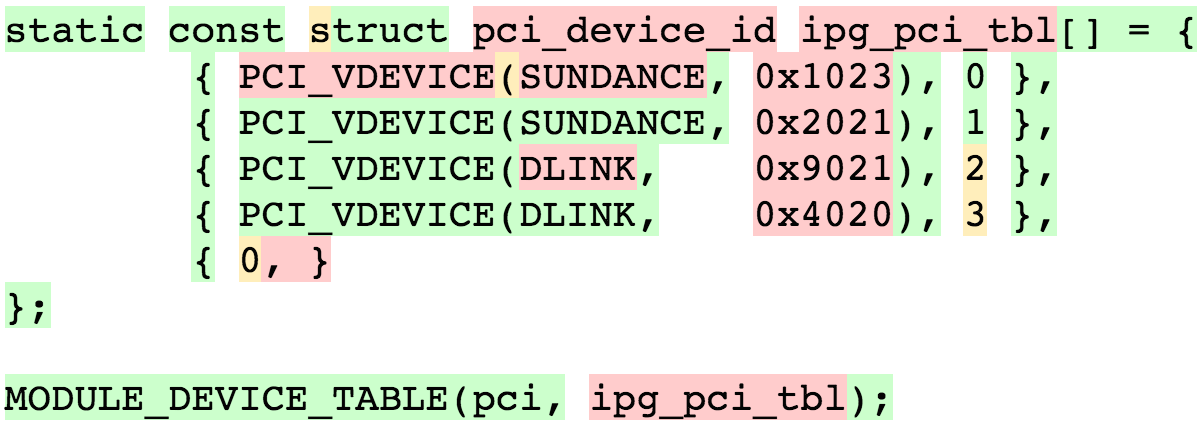 static const struct pci_device_id ipg_pci_tbl[] = {
        { PCI_VDEVICE(SUNDANCE, 0x1023), 0 },
        { PCI_VDEVICE(SUNDANCE, 0x2021), 1 },
        { PCI_VDEVICE(DLINK,    0x9021), 2 },
        { PCI_VDEVICE(DLINK,    0x4020), 3 },
        { 0, }
};

MODULE_DEVICE_TABLE(pci, ipg_pci_tbl);